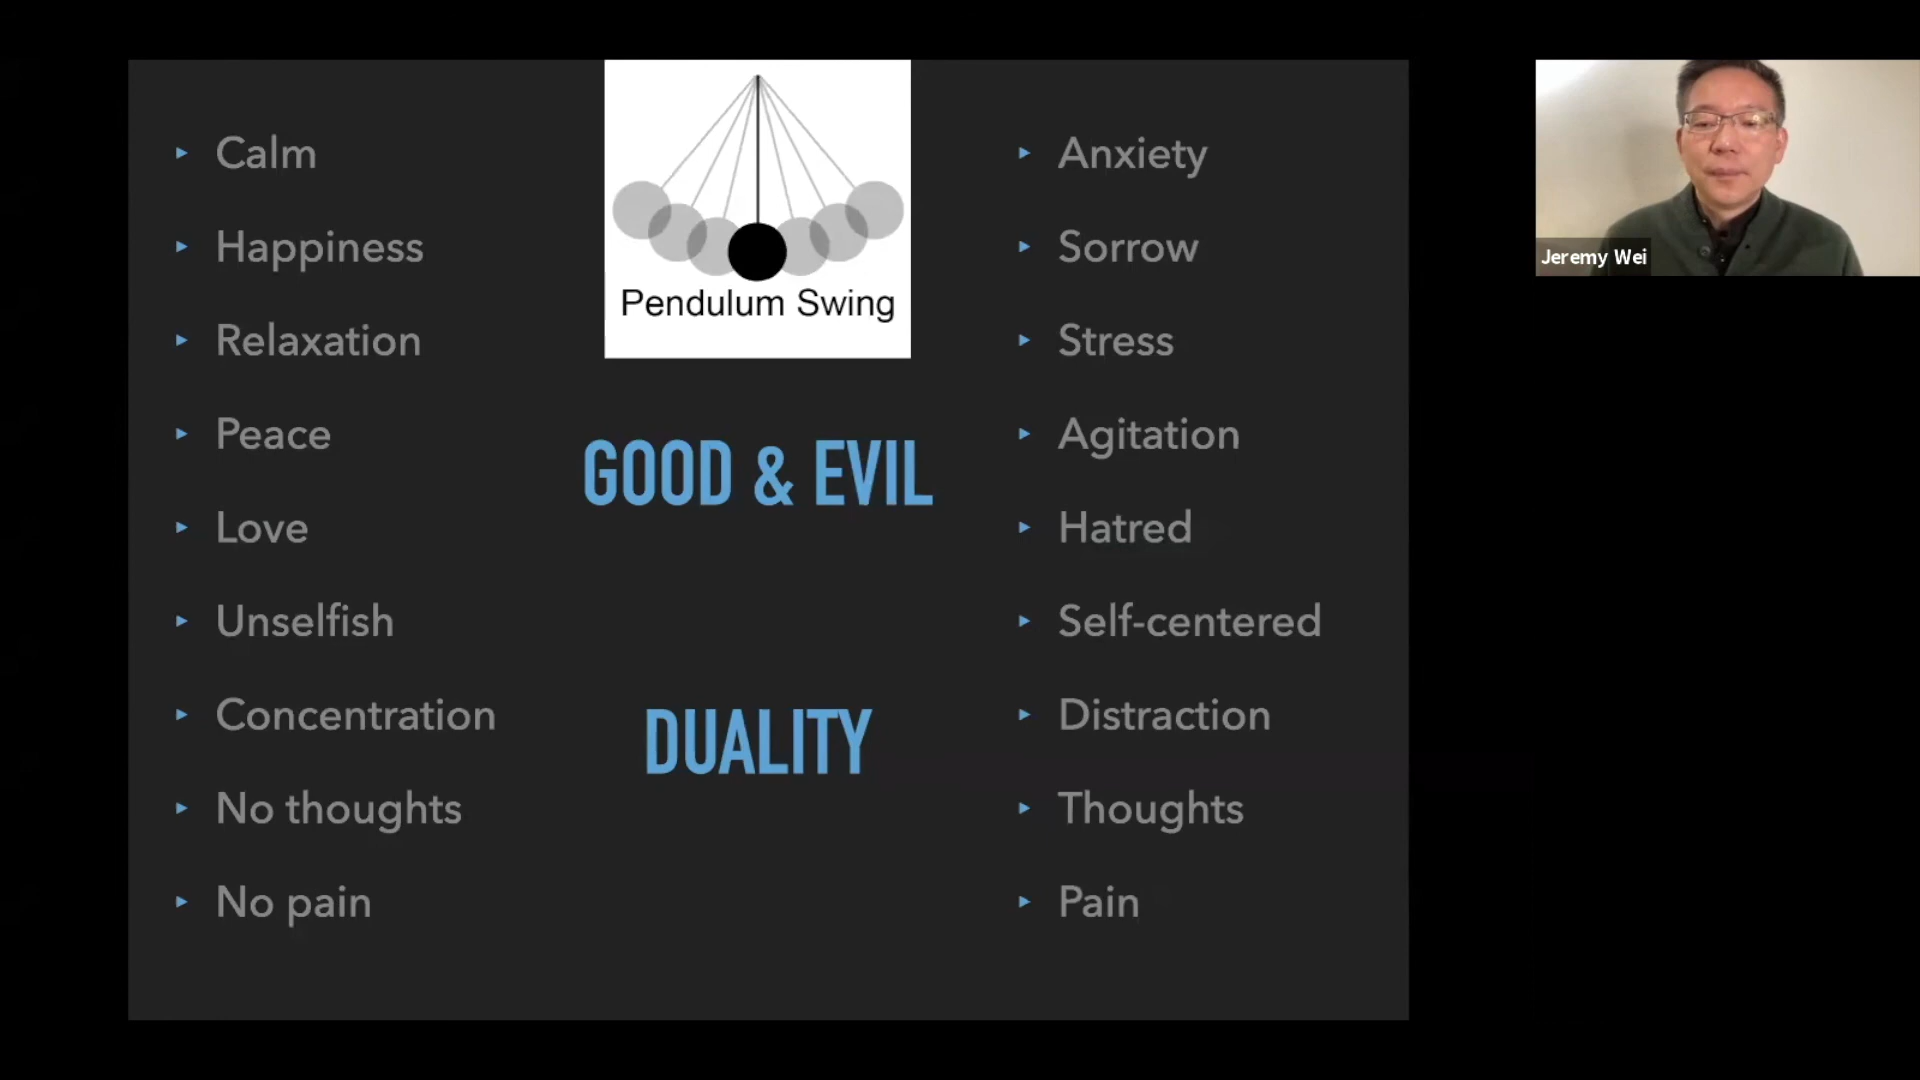 Calm
Happiness
Relaxation
Peace
Love
Unselfish
Concentration
No thoughts
No pain
Pendulum Swing
GOOD & EVIL
DUALITY
Anxiety
Sorrow
Stress
Agitation
Hatred
Self-centered
Distraction
Thoughts
Pain
Jeremy Wei